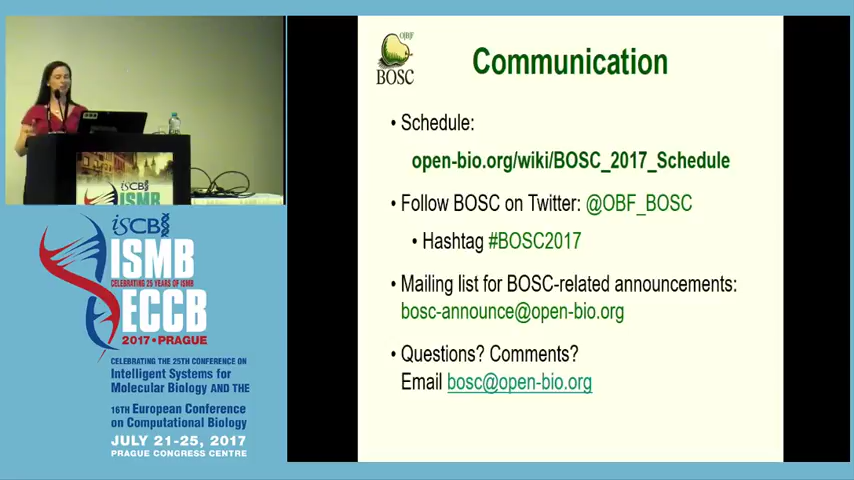 iSCB
ISMB
iSCB
ISMB
CELEBRATING 25 YEARS OF ISMB
ECCB
2017 • PRAGUE
CELEBRATING THE 25TH CONFERENCE ON
Intelligent Systems for
Molecular Biology AND THE
16TH European Conference
on Computational Biology
JULY 21-25, 2017
PRAGUE CONGRESS CENTRE
OBF
BOSC
Communication
• Schedule:
open-bio.org/wiki/BOSC_2017_Schedule
• Follow BOSC on Twitter: @OBF_BOSC
• Hashtag #BOSC2017
• Mailing list for BOSC-related announcements:
bosc-announce@open-bio.org
• Questions? Comments?
Email bosc@open-bio.org